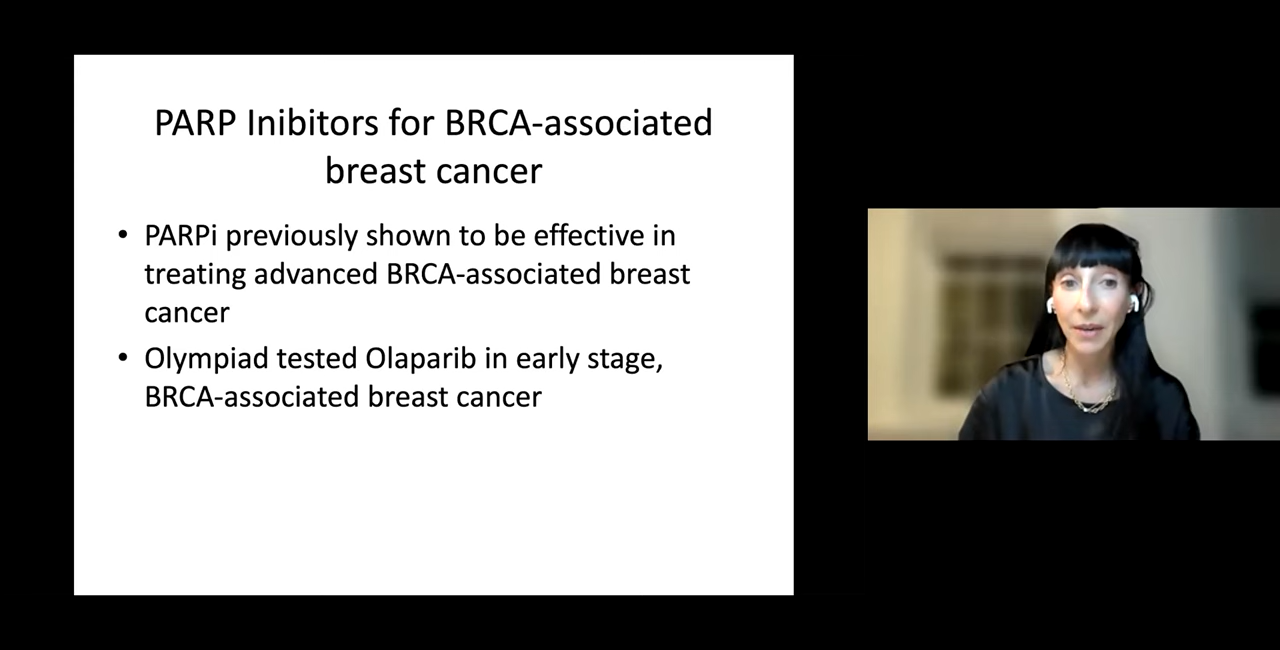 PARP Inibitors for BRCA-associated
breast cancer
• PARPi previously shown to be effective in
treating advanced BRCA-associated breast
cancer
• Olympiad tested Olaparib in early stage,
BRCA-associated breast cancer